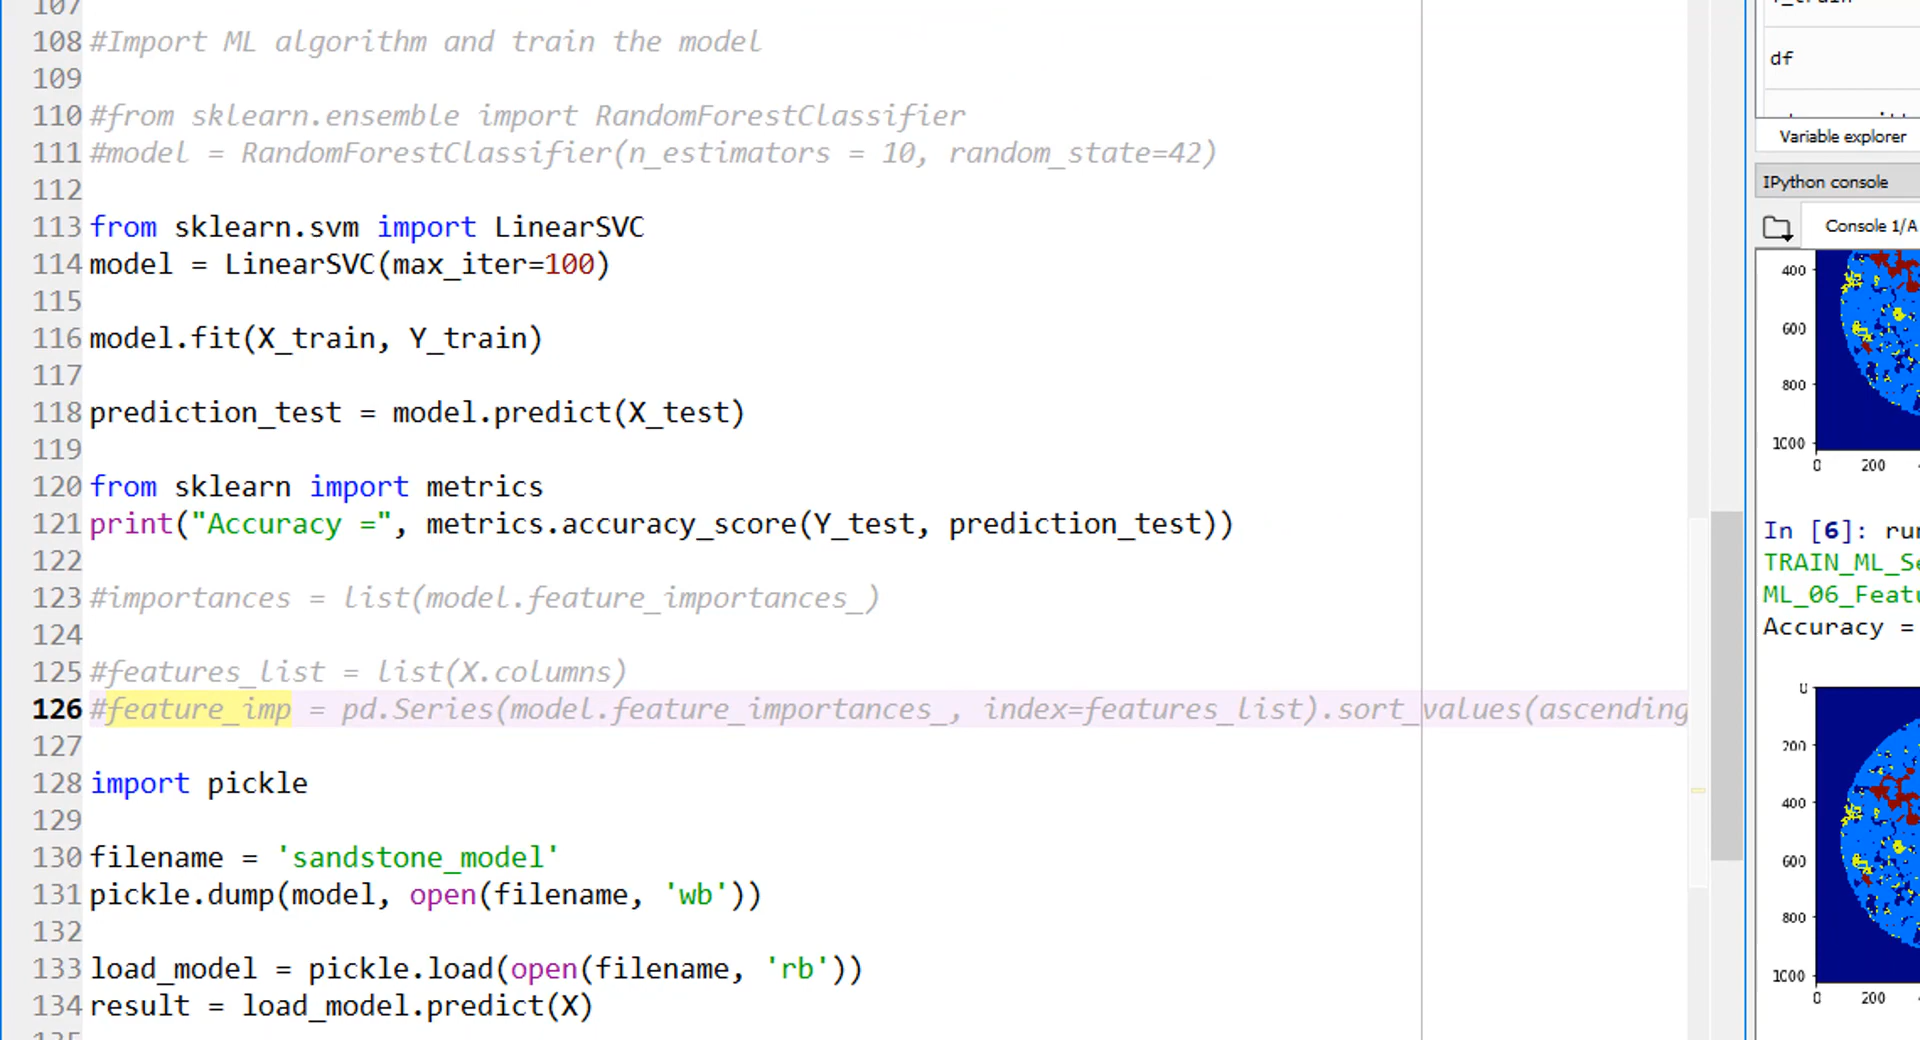 107
108 #Import ML algorithm and train the model
109
110 #from sklearn.ensemble import RandomForestClassifier
111 #model = RandomForestClassifier(n_estimators = 10, random_state=42)
112
113 from sklearn.svm import LinearSVC
114 model = LinearSVC(max_iter=100)
115
116 model.fit(X_train, Y_train)
117
118 prediction_test = model.predict(X_test)
119
120 from sklearn import metrics
121 print("Accuracy =", metrics.accuracy_score(Y_test, prediction_test))
122
123 #importances = list(model.feature_importances_)
124
125 #features_list = list(X.columns)
126 #feature_imp = pd.Series(model.feature_importances_, index=features_list).sort_values(ascending
127
128 import pickle
129
130 filename = 'sandstone_model'
131 pickle.dump(model, open(filename, 'wb'))
132
133 load_model = pickle.load(open(filename, 'rb'))
134 result = load_model.predict(X)
df
Variable explorer
IPython console
Console 1/A
400
600
800
1000
0 200
In [6]: run
TRAIN_ML_Se
ML_06_Featu
Accuracy =
0
200
400
600
800
1000
0 200